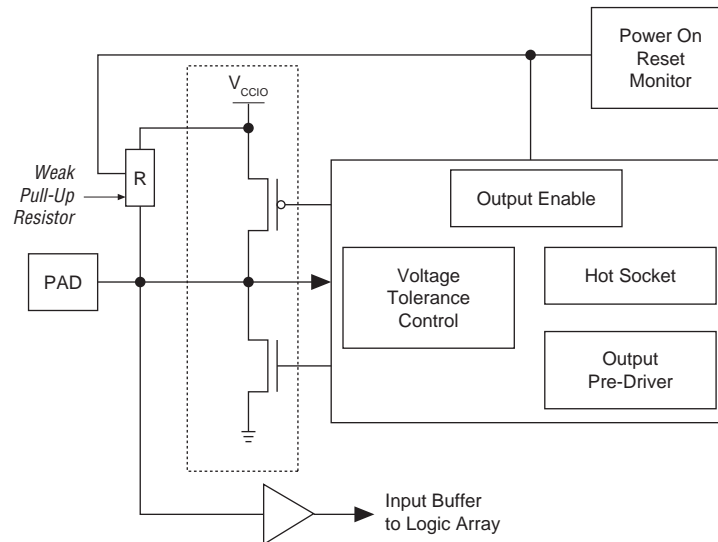 Power On
Reset
Monitor
V CCIO
Weak
Pull-Up
Resistor
R
Output Enable
PAD
Voltage
Tolerance
Control
Hot Socket
Output
Pre-Driver
Input Buffer
to Logic Array